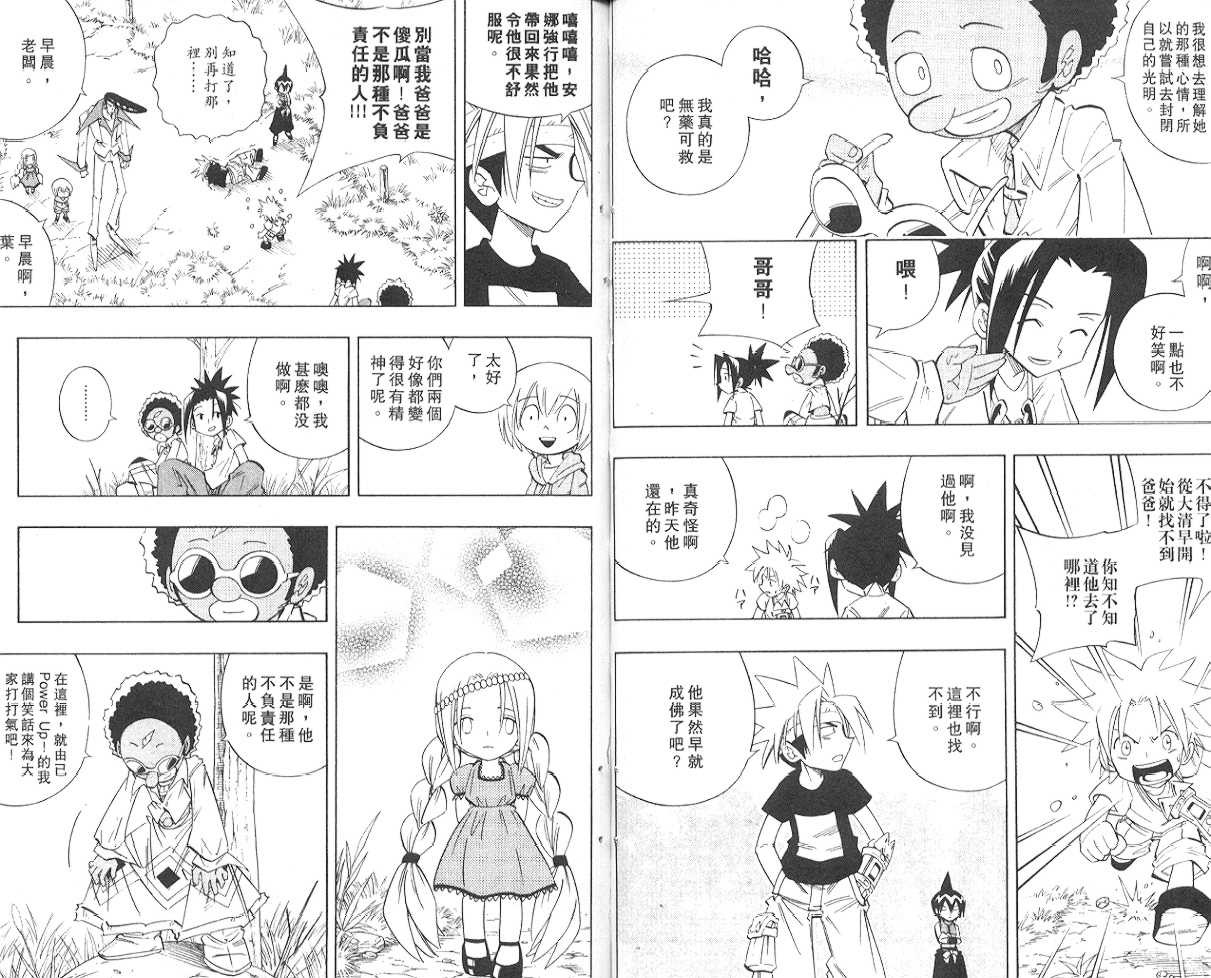 我很想去理解她
的那種心情，所
以就嘗試去封閉
自己的光明。
哈哈，
我真的是
無藥可救
吧？
啊啊，
一點也不
好笑啊。
喂！
哥哥！
不得了啦！
從大清早開
始就找不到
爸爸！
你知不知
道他去了
哪裡!?
啊，我没見
過他啊。
真奇怪啊
，昨天他
還在的。
ハァ
ハァ
不行啊。
這裡也找
不到。
他果然早就
成佛了吧？
嘻嘻嘻，安
娜強行把他
帶回來果然
令他很不舒
服呢。
別當我爸爸是
傻瓜啊！爸爸
不是那種不負
責任的人!!!
知道了，
別再打那
裡……
早晨，
老闆。
早晨啊，
葉。
太好
了，
你們兩個
好像都變
得很有精
神了呢。
噢噢，我
甚麼都没
做啊。
………
是啊，他
不是那種
不負責任
的人呢。
在這裡，就由己
Power Up！的我
講個笑話來為大
家打打氣吧！